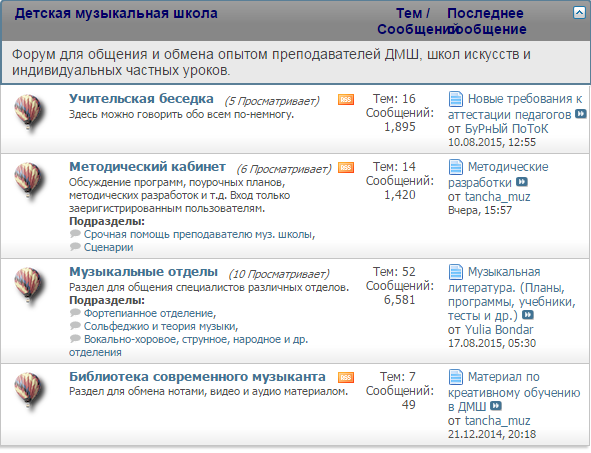 Детская музыкальная школа
Тем / Сообщений
Последнее сообщение
Форум для общения и обмена опытом преподавателей ДМШ, школ искусств и
индивидуальных частных уроков.
Учительская беседка (5 Просматривает) RSS
Здесь можно говорить обо всем по-немногу.
Тем: 16
Сообщений:
1,895
Новые требования к
аттестации педагогов
от БуРнЫй ПоТоК
10.08.2015, 12:55
Методический кабинет (6 Просматривает) RSS
Обсуждение программ, поурочных планов,
методических разработок и т.д. Вход только
заеригистрированным пользователям.
Подразделы:
Срочная помощь преподавателю муз. школы,
Сценарии
Тем: 14
Сообщений:
1,420
Методические
разработки
от tancha_muz
Вчера, 15:57
Музыкальные отделы (10 Просматривает)
Раздел для общения специалистов различных отделов.
Подразделы:
Фортепианное отделение,
Сольфеджио и теория музыки,
Вокально-хоровое, струнное, народное и др.
отделения
Тем: 52
Сообщений:
6,581
Музыкальная
литература. (Планы,
программы, учебники,
тесты и др.)
от Yulia Bondar
17.08.2015, 05:30
Библиотека современного музыканта RSS
Раздел для обмена нотами, видео и аудио материалом.
Тем: 7
Сообщений:
49
Материал по
креативному обучению
в ДМШ
от tancha_muz
21.12.2014, 20:18